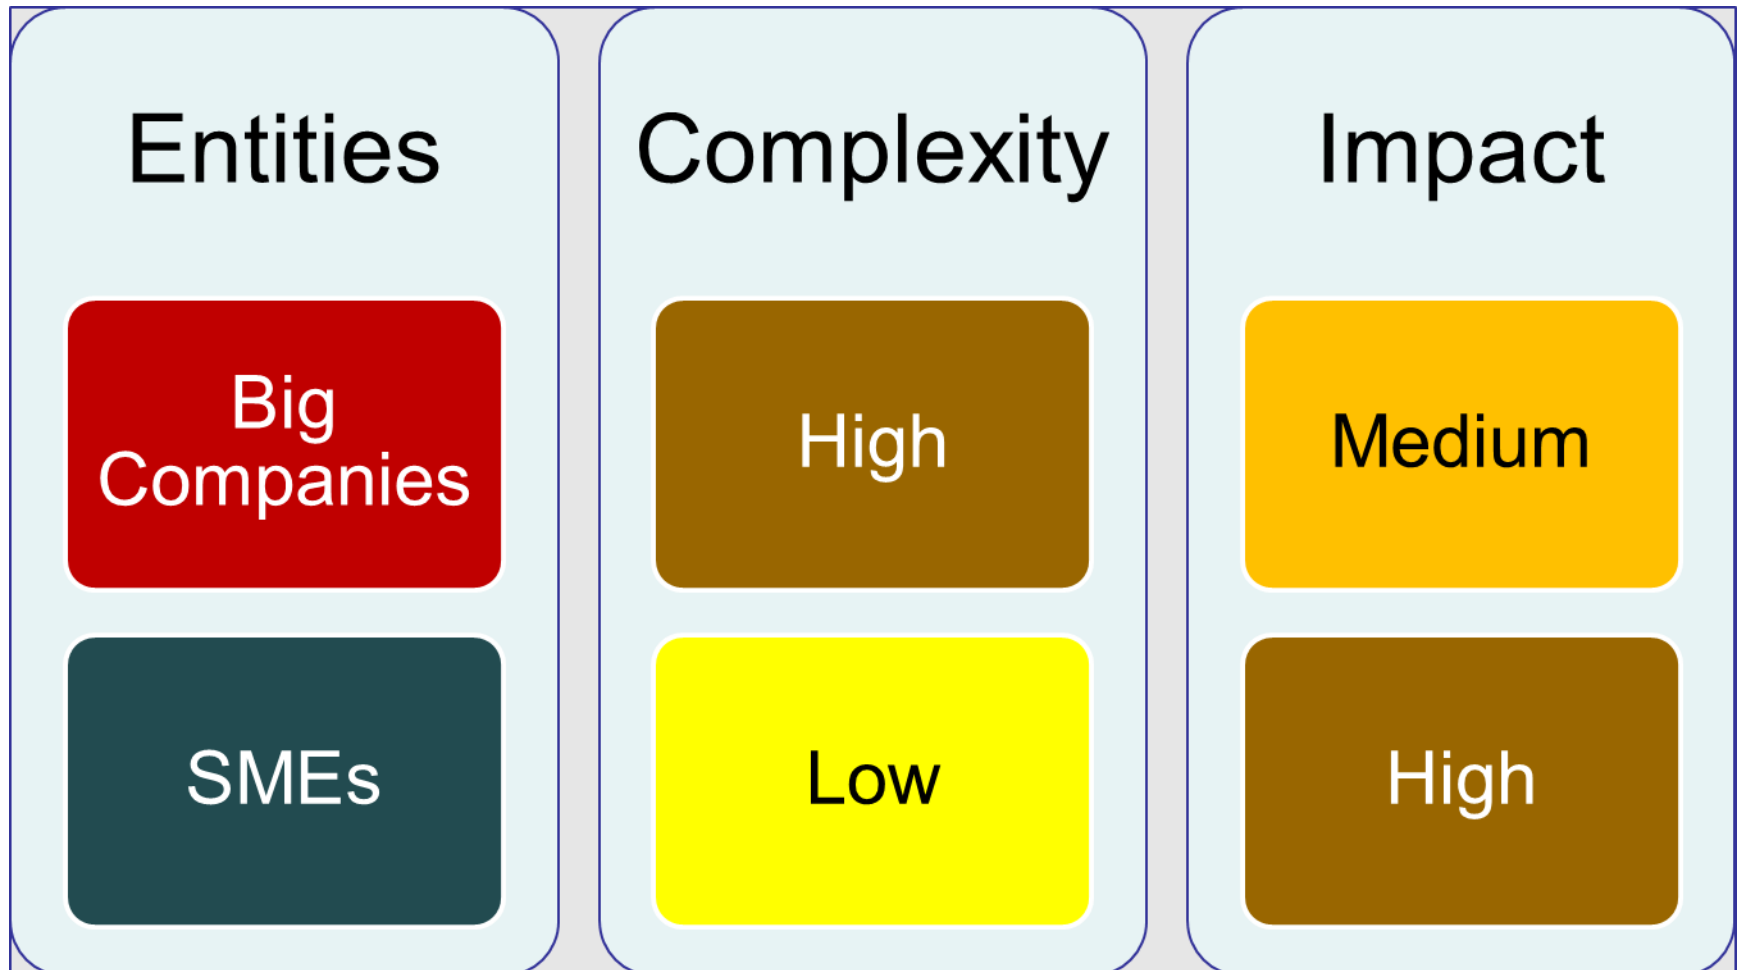 Entities
Complexity
Impact
Big
Companies
High
Medium
SMEs
Low
High